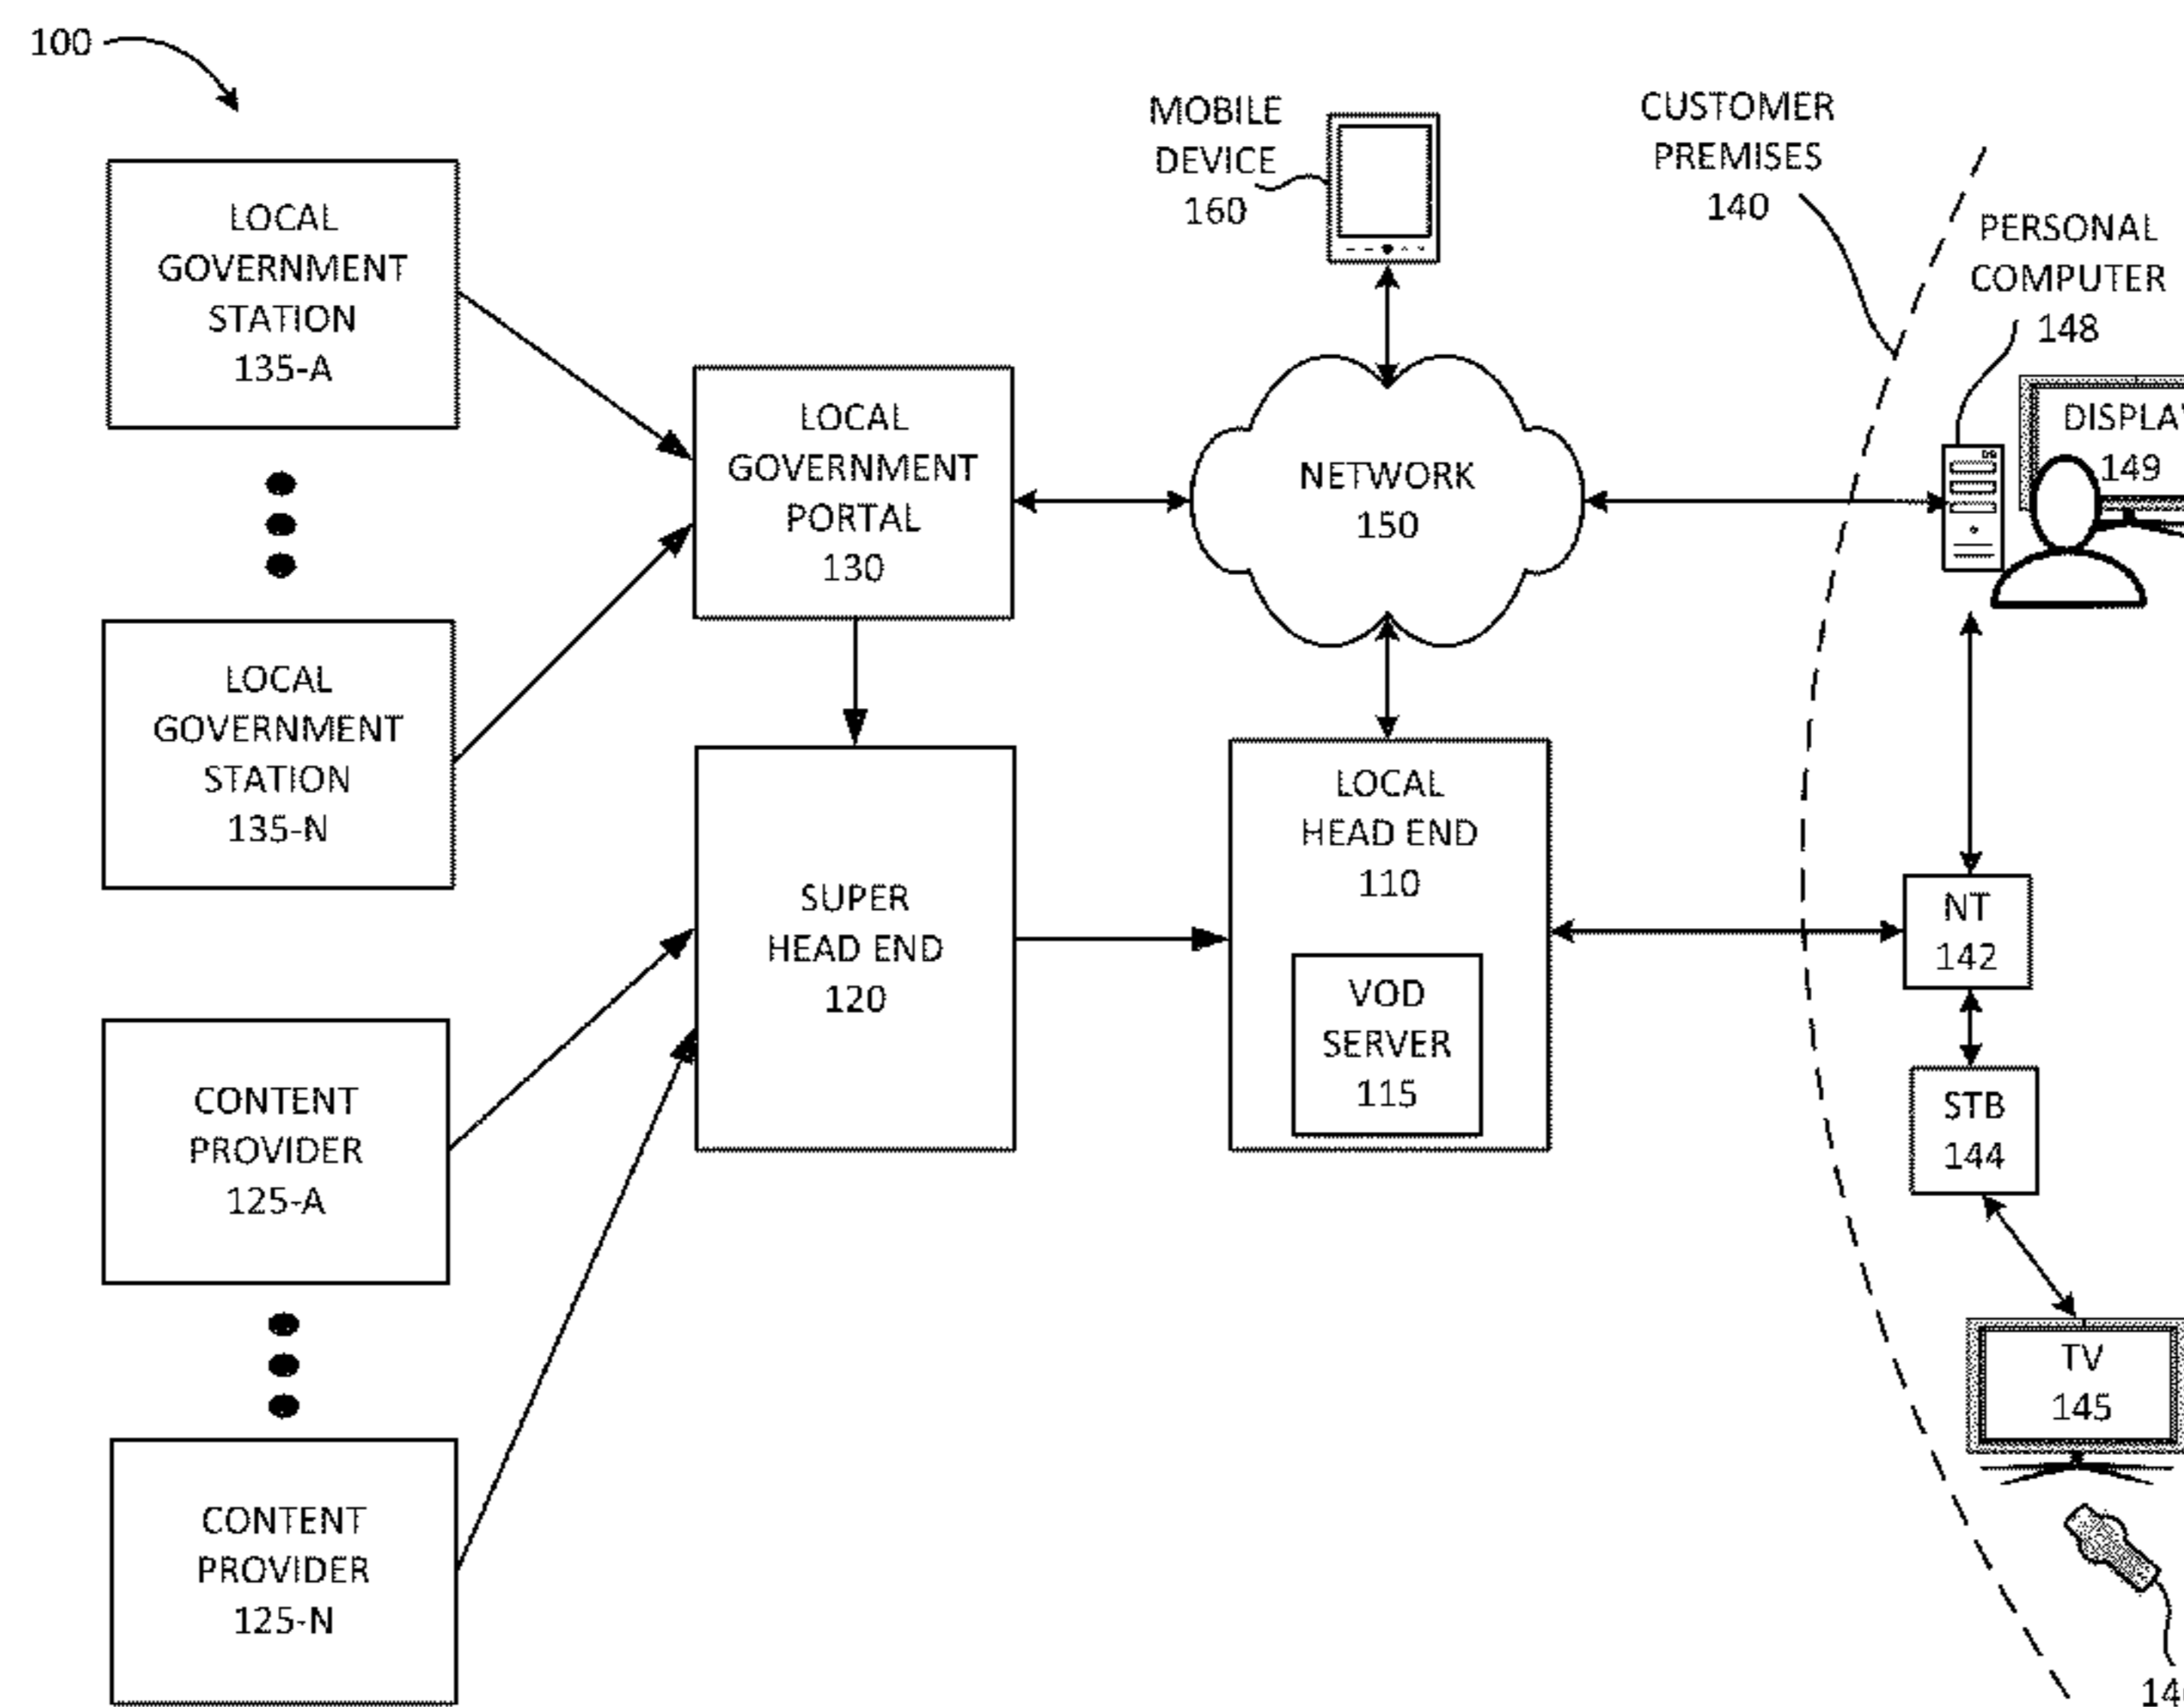 100
LOCAL
GOVERNMENT
STATION
135-A
LOCAL
GOVERNMENT
STATION
135-N
CONTENT
PROVIDER
125-A
CONTENT
PROVIDER
125-N
LOCAL
GOVERNMENT
PORTAL
130
SUPER
HEAD END
120
MOBILE
DEVICE
160
NETWORK
150
LOCAL
HEAD END
110
VOD
SERVER
115
CUSTOMER
PREMISES
140
PERSONAL
COMPUTER
148
149
NT
142
STB
144
TV
145